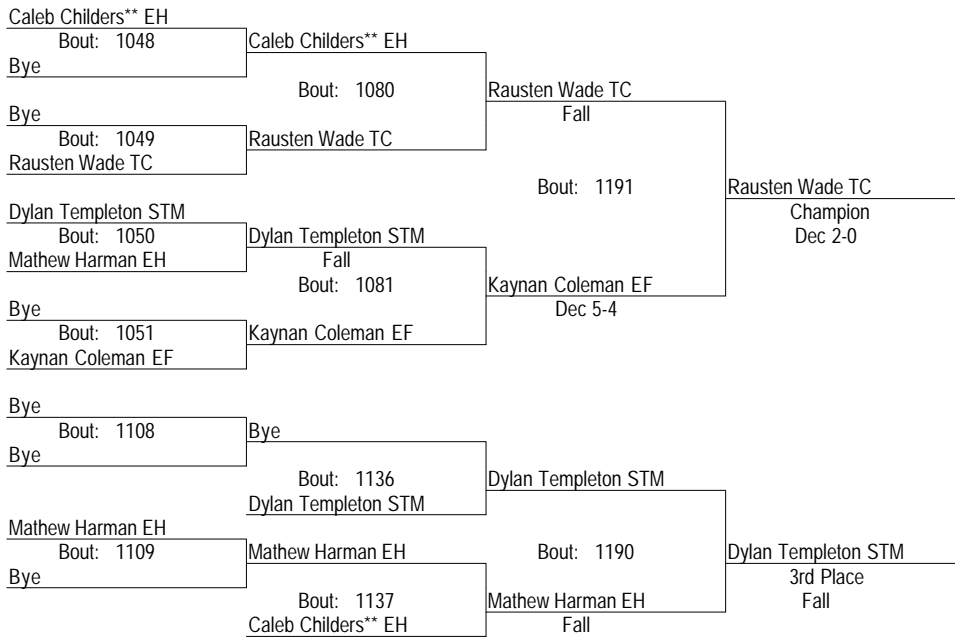 Caleb Childers** EH
Bout: 1048
Bye
Caleb Childers** EH
Bout: 1080
Bye
Bout: 1049
Rausten Wade TC
Rausten Wade TC
Rausten Wade TC
Fall
Bout: 1191
Dylan Templeton STM
Bout: 1050
Mathew Harman EH
Dylan Templeton STM
Fall
Bout: 1081
Bye
Bout: 1051
Kaynan Coleman EF
Kaynan Coleman EF
Kaynan Coleman EF
Dec 5-4
Rausten Wade TC
Champion
Dec 2-0
Bye
Bout: 1108
Bye
Bye
Bout: 1136
Dylan Templeton STM
Dylan Templeton STM
Mathew Harman EH
Bout: 1109
Bye
Mathew Harman EH
Bout: 1137
Caleb Childers** EH
Bout: 1190
Mathew Harman EH
Fall
Dylan Templeton STM
3rd Place
Fall